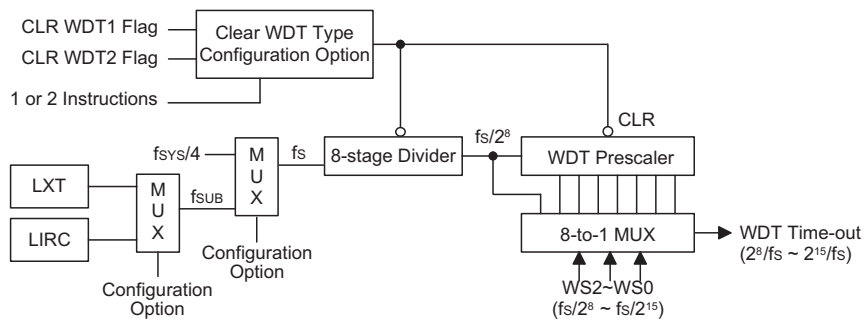 CLR WDT1 Flag
CLR WDT2 Flag
1 or 2 Instructions
Clear WDT Type
Configuration Option
CLR
fSYS/4
M
U
X
fS
8-stage Divider
fS/2⁸
WDT Prescaler
LXT
LIRC
M
U
X
fSUB
Configuration
Option
Configuration
Option
8-to-1 MUX
WDT Time-out
(2⁸/fS ~ 2¹⁵/fS)
WS2~WS0
(fS/2⁸ ~ fS/2¹⁵)